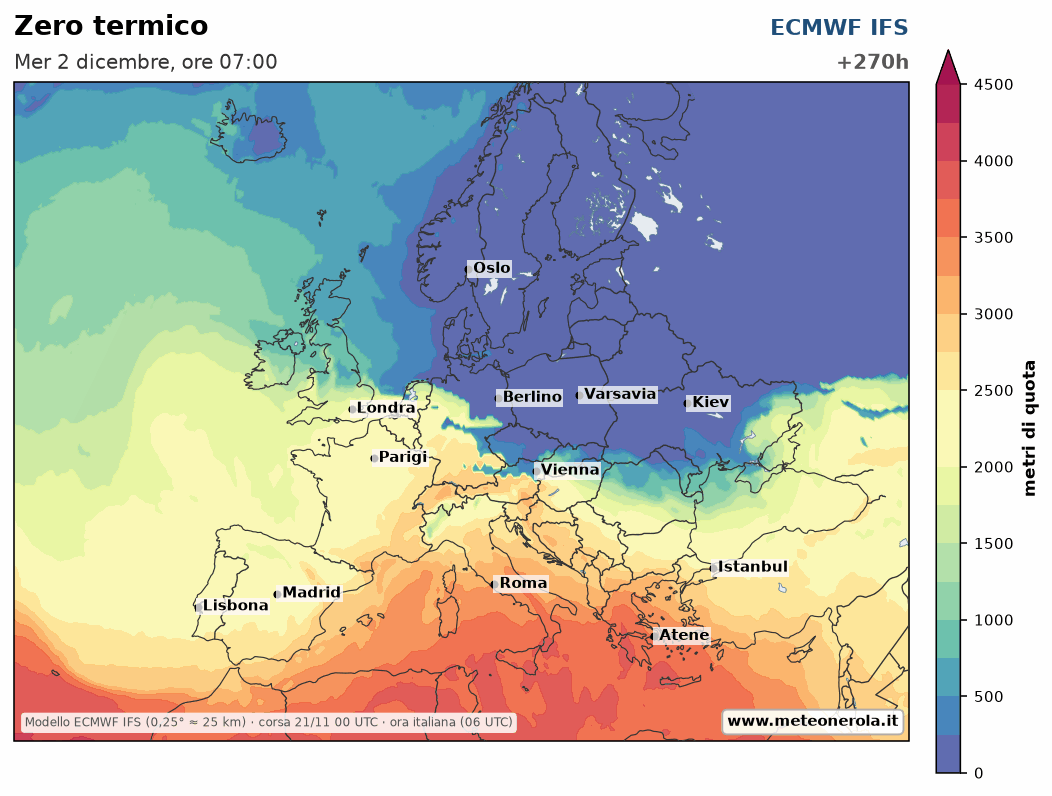 Zero termico
ECMWF IFS
Mer 2 dicembre, ore 07:00
+270h
4500
4000
3500
3000
2500
2000
1500
1000
500
0
metri di quota
Oslo
Berlino
Varsavia
Kiev
Londra
Parigi
Vienna
Istanbul
Roma
Madrid
Lisbona
Atene
Modello ECMWF IFS (0,25° ≈ 25 km) · corsa 21/11 00 UTC · ora italiana (06 UTC)
www.meteonerola.it